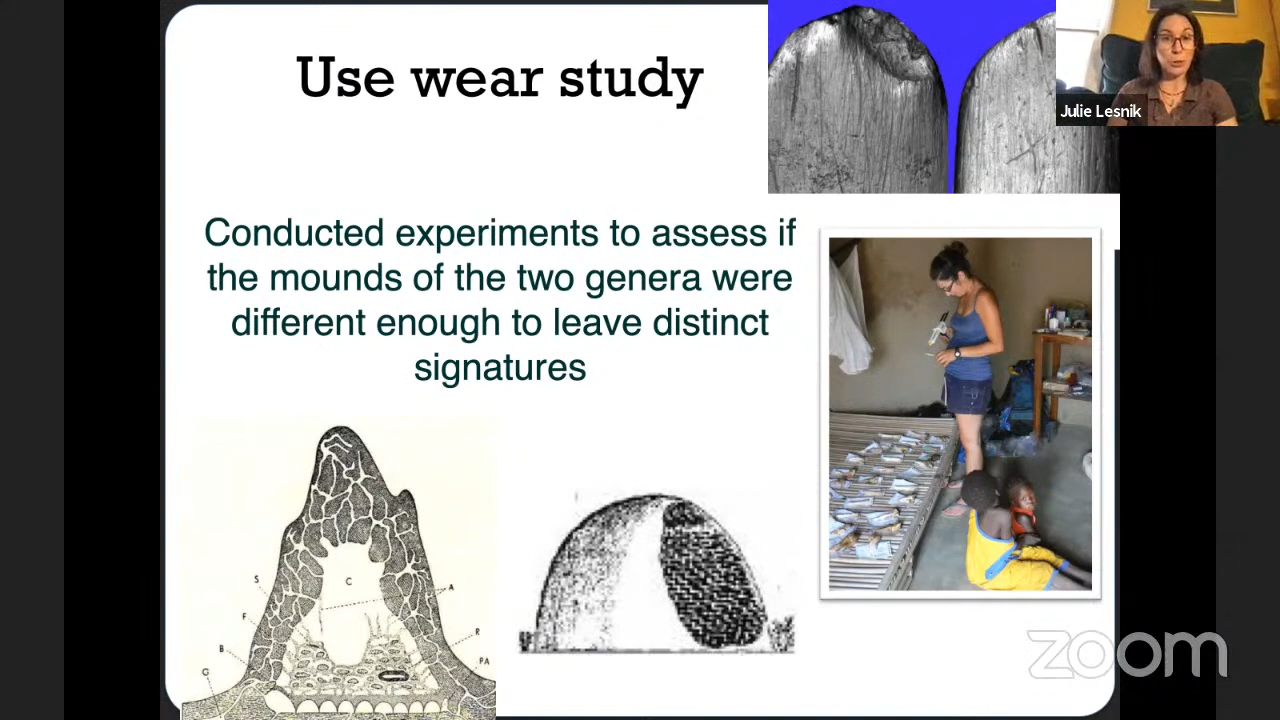 Use wear study
Julie Lesnik
Conducted experiments to assess if
the mounds of the two genera were
different enough to leave distinct
signatures
S
C
A
F
R
B
PA
G
zoom